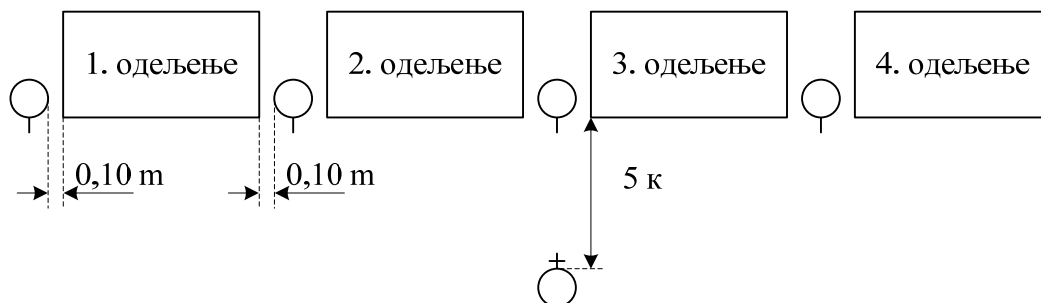 1. одељење 2. одељење 3. одељење 4. одељење
0,10 m 0,10 m 5 к